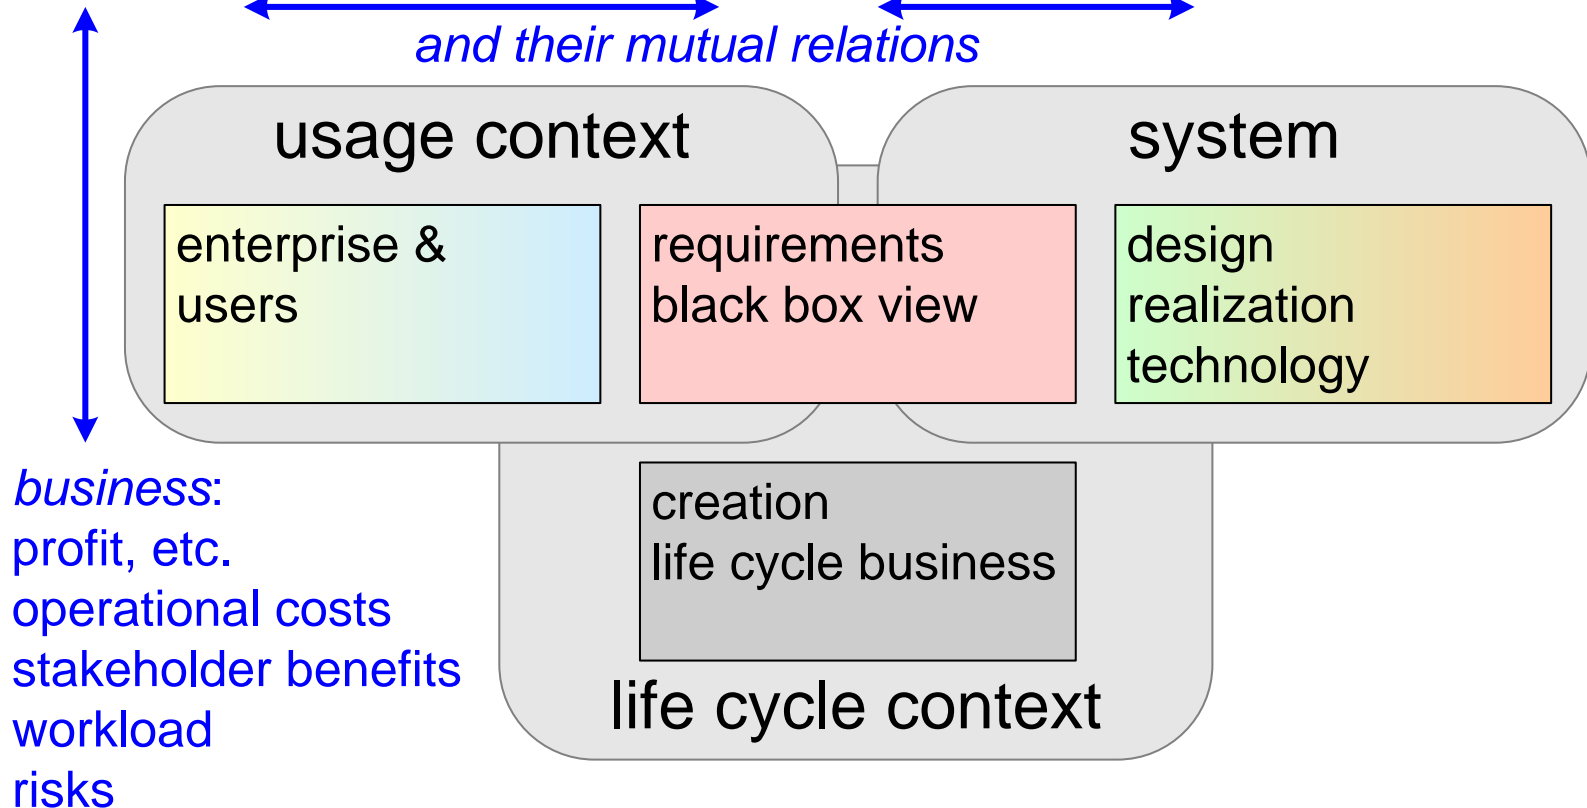 and their mutual relations
usage context
system
enterprise &
users
requirements
black box view
design
realization
technology
creation
life cycle business
life cycle context
business:
profit, etc.
operational costs
stakeholder benefits
workload
risks